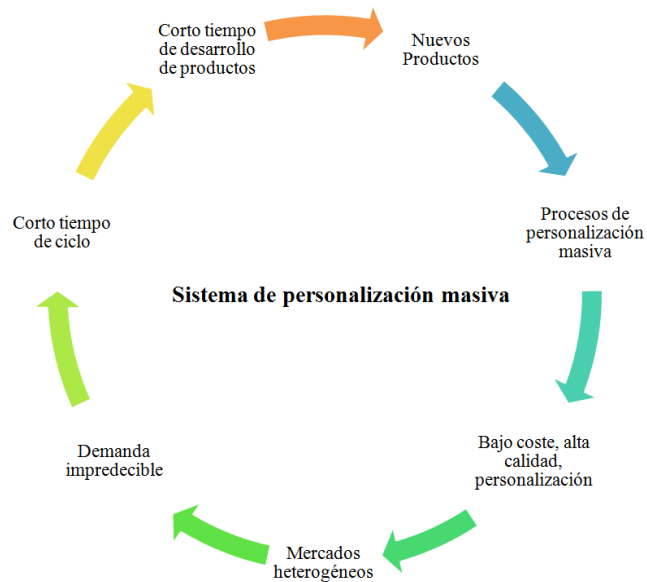 Corto tiempo
de desarrollo
de productos
Nuevos
Productos
Procesos de
personalización
masiva
Bajo coste, alta
calidad,
personalización
Mercados
heterogéneos
Demanda
impredecible
Corto tiempo
de ciclo
Sistema de personalización masiva